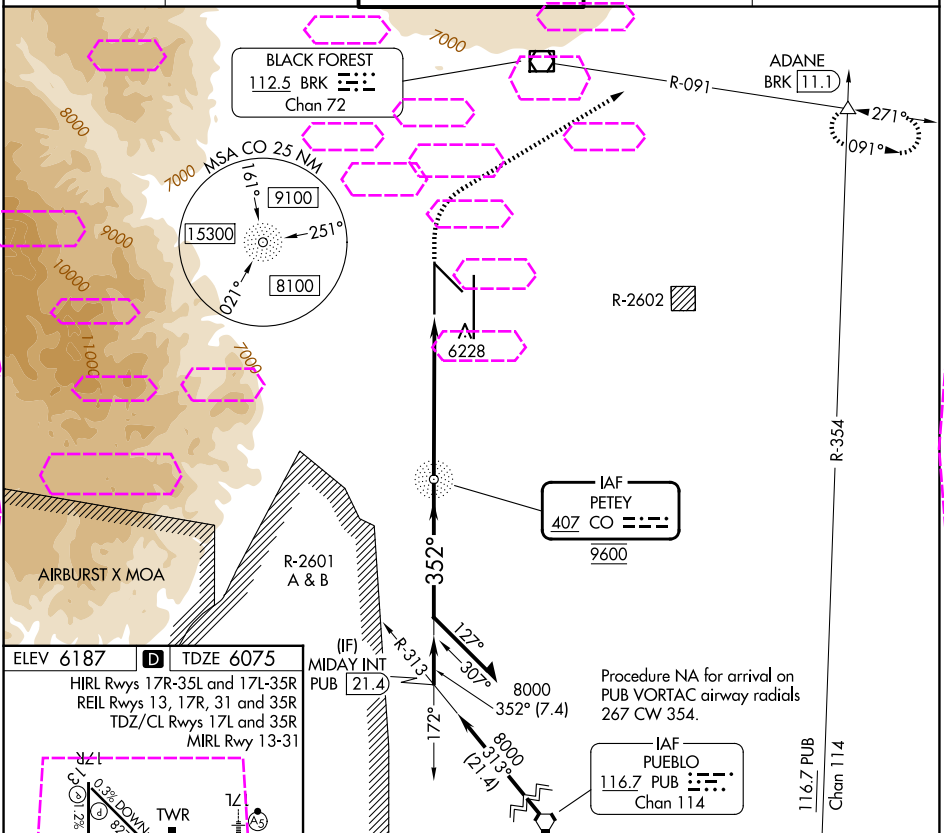 7000
BLACK FOREST
112.5 BRK
Chan 72
ADANE
BRK 11.1
R-091
271°
091°
8000
7000
MSA CO 25 NM
161°
9100
15300
251°
021°
8100
9000
10000
11000
7000
R-2602
6228
R-354
IAF
PETEY
407 CO
9600
352°
R-2601
A & B
AIRBURST X MOA
127°
307°
R-313
(IF)
MIDAY INT
PUB 21.4
8000
352° (7.4)
172°
8000
313°
(21.4)
Procedure NA for arrival on
PUB VORTAC airway radials
267 CW 354.
IAF
PUEBLO
116.7 PUB
Chan 114
116.7 PUB
Chan 114
ELEV 6187 D TDZE 6075
HIRL Rwys 17R-35L and 17L-35R
REIL Rwys 13, 17R, 31 and 35R
TDZ/CL Rwys 17L and 35R
MIRL Rwy 13-31
17R
13
0.3% DOWN
P
P
TWR
A5